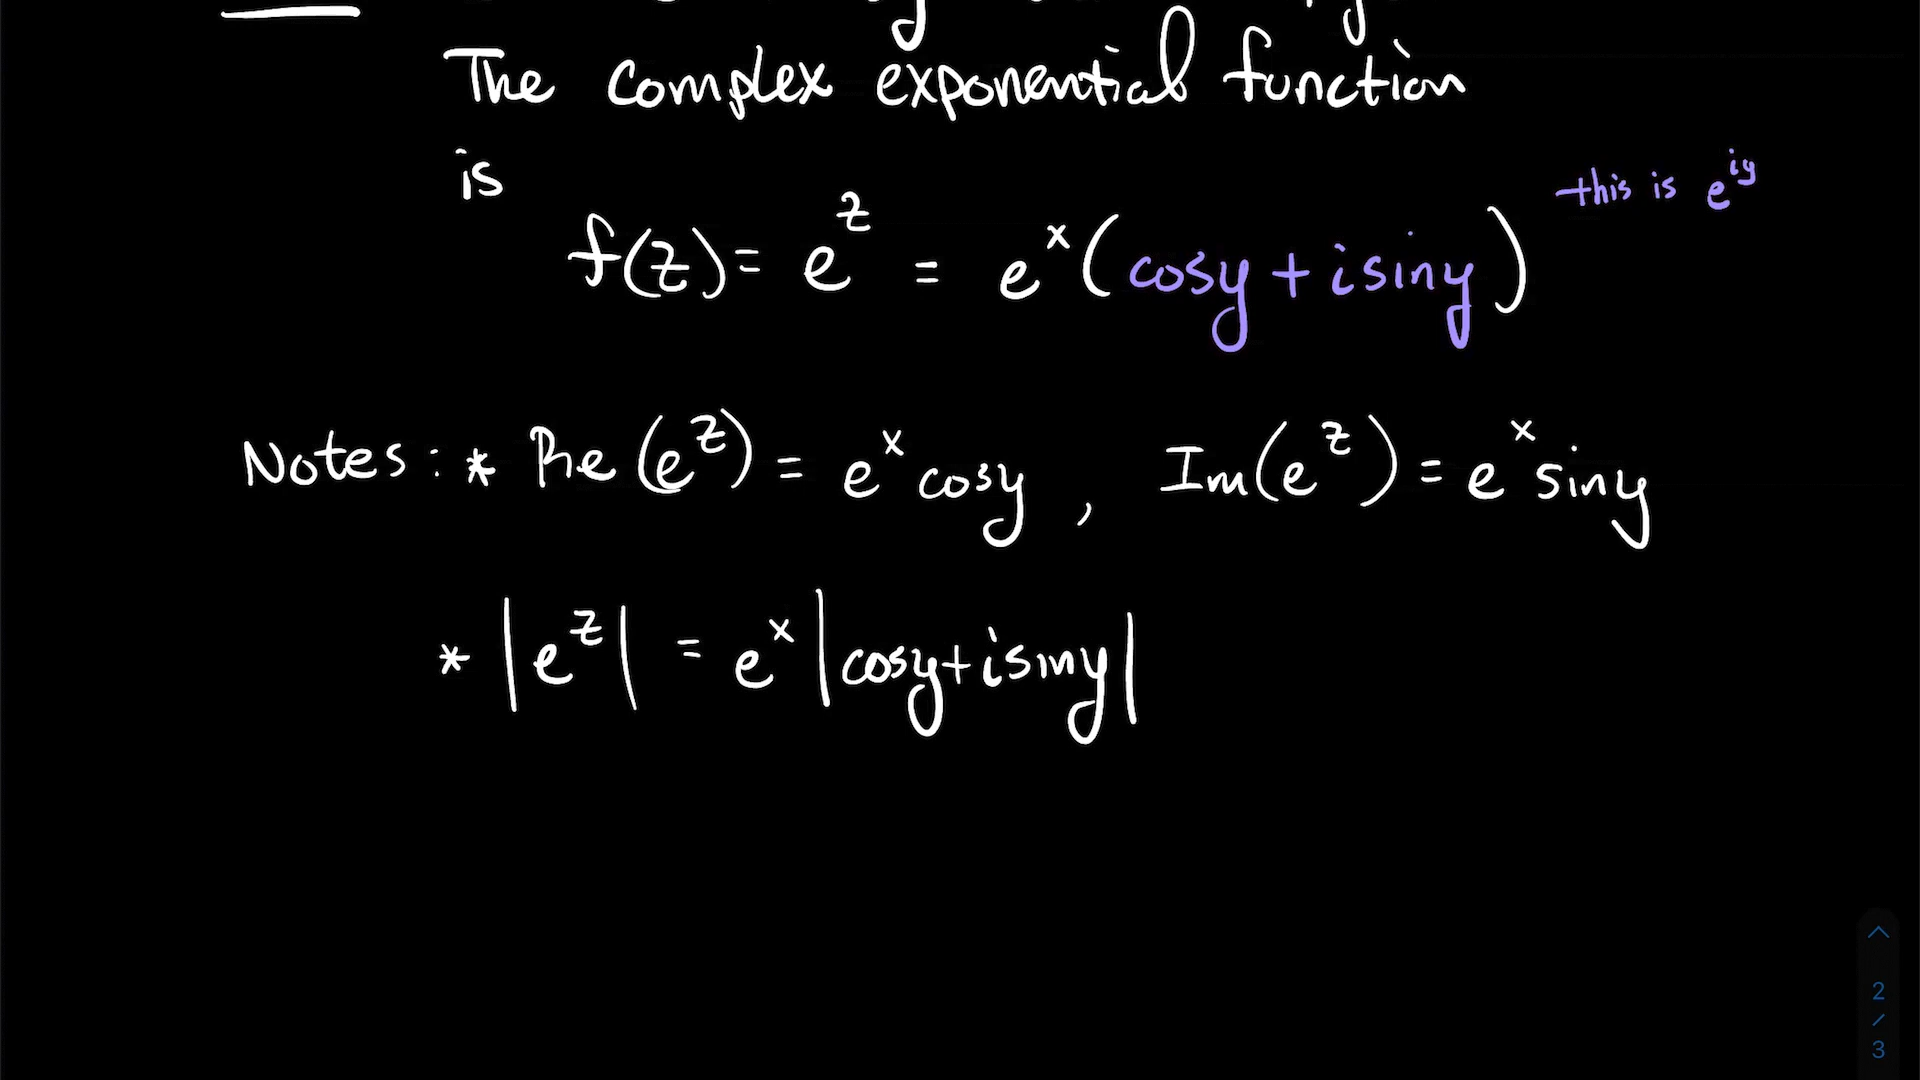 The complex exponential function
is
this is e^{iy}
f(z) = e^z = e^x (cosy + isiny)
Notes: * Re(e^z) = e^x cosy, Im(e^z) = e^x siny
* |e^z| = e^x |cosy + isiny|
2
/
3